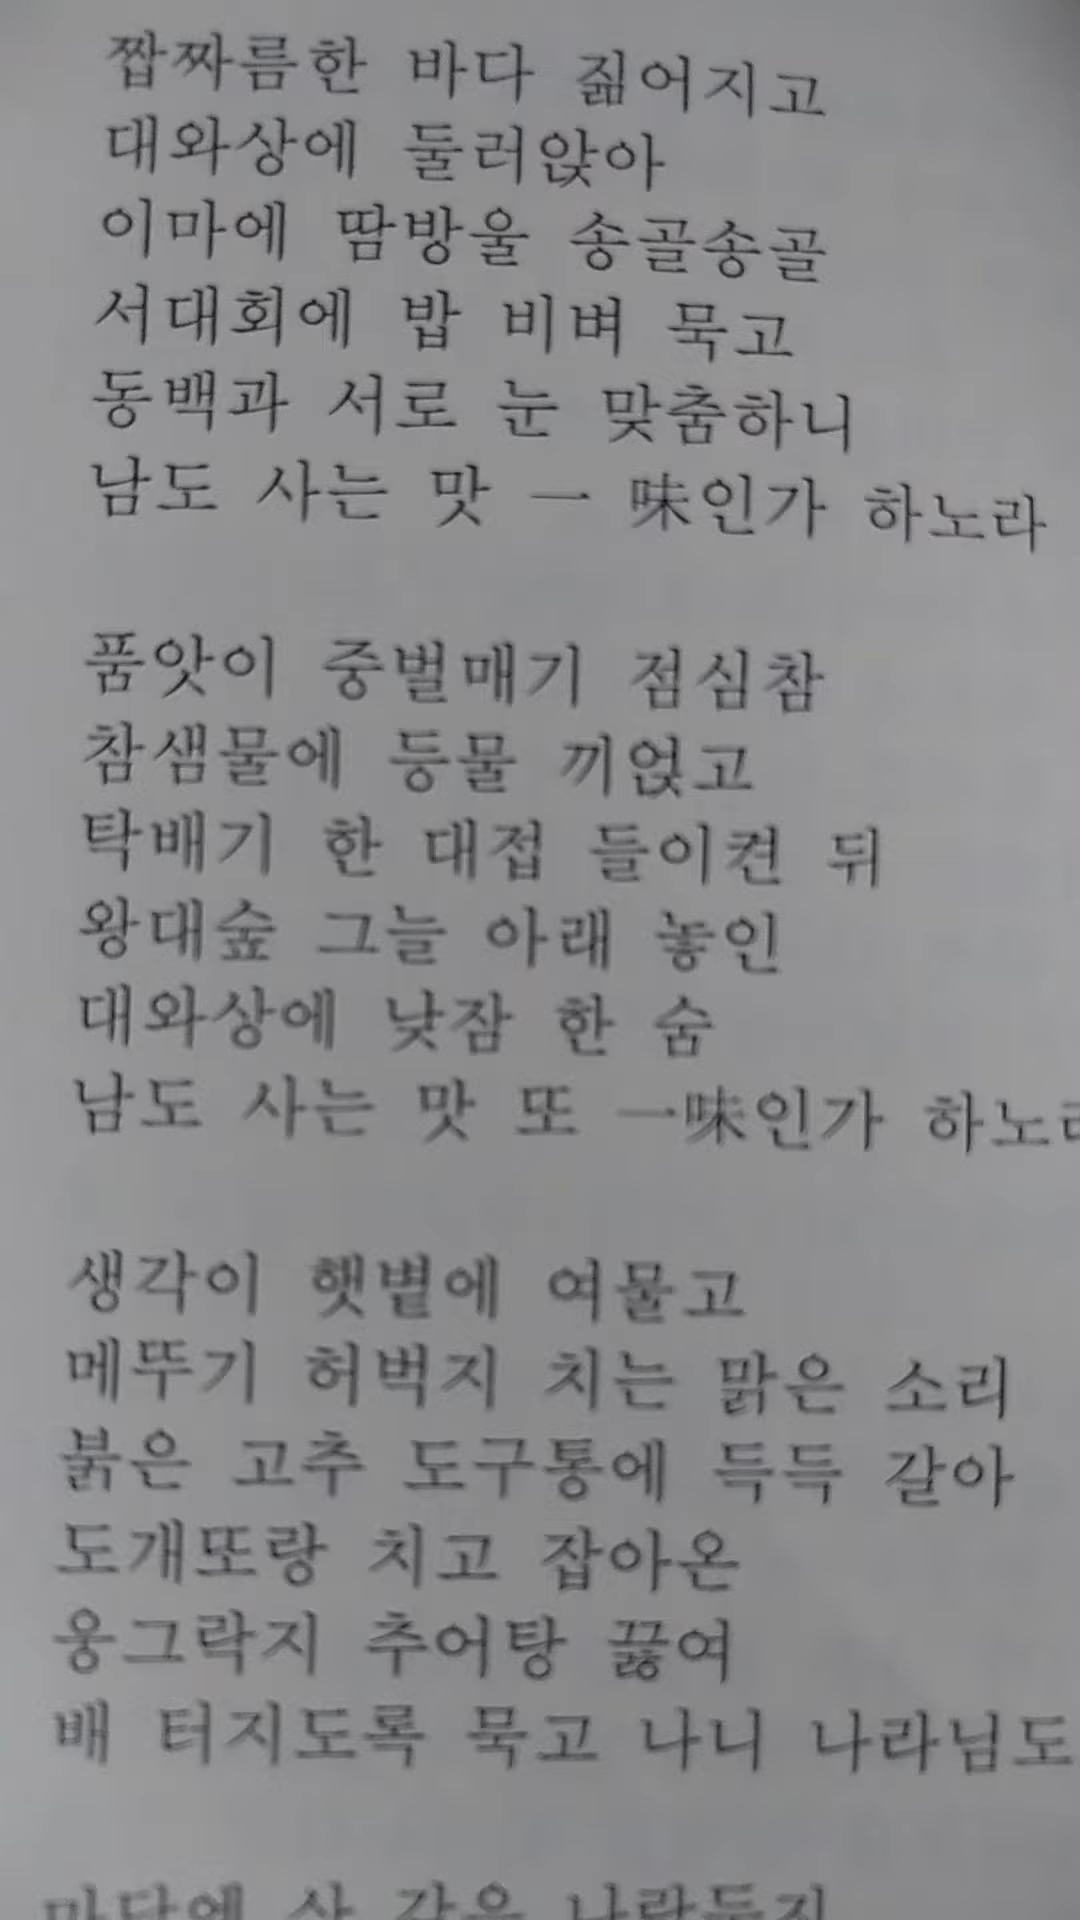 짭짜름한 바다 짊어지고
대와상에 둘러앉아
이마에 땀방울 송골송골
서대회에 밥 비벼 묵고
동백과 서로 눈 맞춤하니
남도 사는 맛 一 味인가 하노라
품앗이 중벌매기 점심참
참샘물에 등물 끼얹고
탁배기 한 대접 들이켠 뒤
왕대숲 그늘 아래 놓인
대와상에 낮잠 한 숨
남도 사는 맛 또 一味인가 하노라
생각이 햇볕에 여물고
메뚜기 허벅지 치는 맑은 소리
붉은 고추 도구통에 득득 갈아
도개또랑 치고 잡아온
웅그락지 추어탕 끓여
배 터지도록 묵고 나니 나라님도